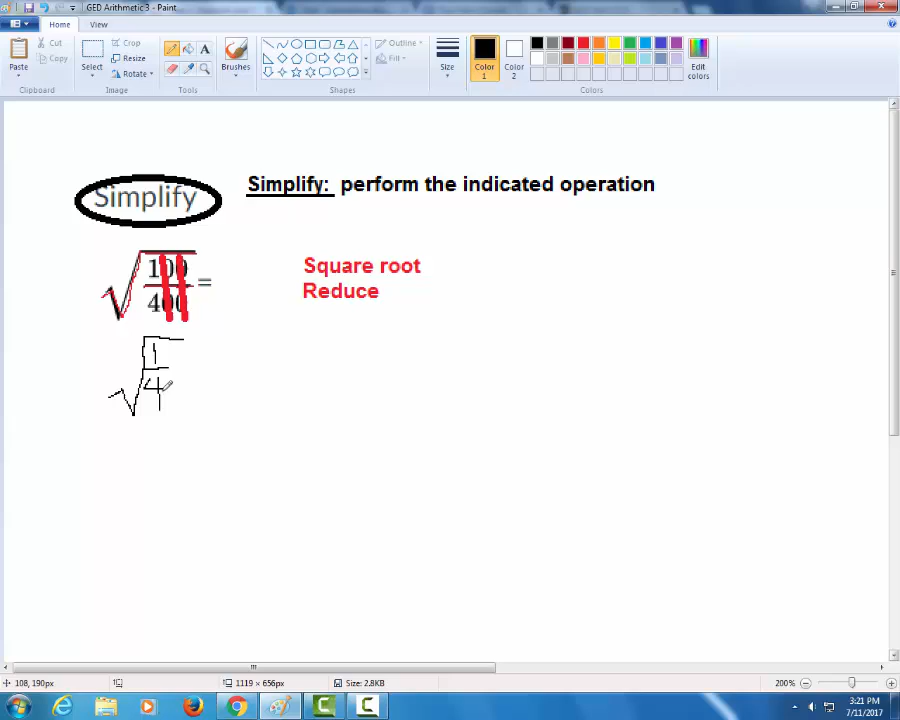 GED Arithmetic 3 - Paint
Home View
Paste Cut Copy Clipboard
Select Crop Resize Rotate Image
A Tools
Brushes
Outline Fill Shapes
Size
Color 1 Color 2 Edit colors Colors
Simplify
Simplify: perform the indicated operation
√100/400 =
Square root
Reduce
√1/4
108, 190px 1119 × 656px Size: 2.8KB 200%
3:21 PM
7/11/2017